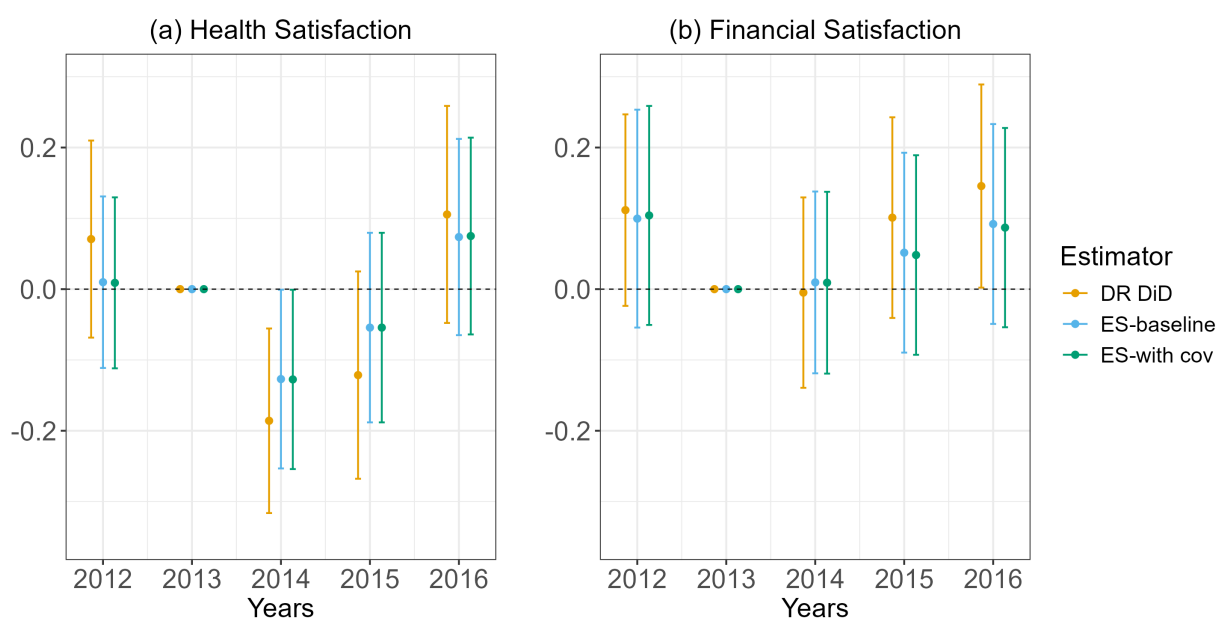 (a) Health Satisfaction
0.2
0.0
-0.2
2012 2013 2014 2015 2016
Years
(b) Financial Satisfaction
0.2
0.0
-0.2
2012 2013 2014 2015 2016
Years
Estimator
DR DiD
ES-baseline
ES-with cov